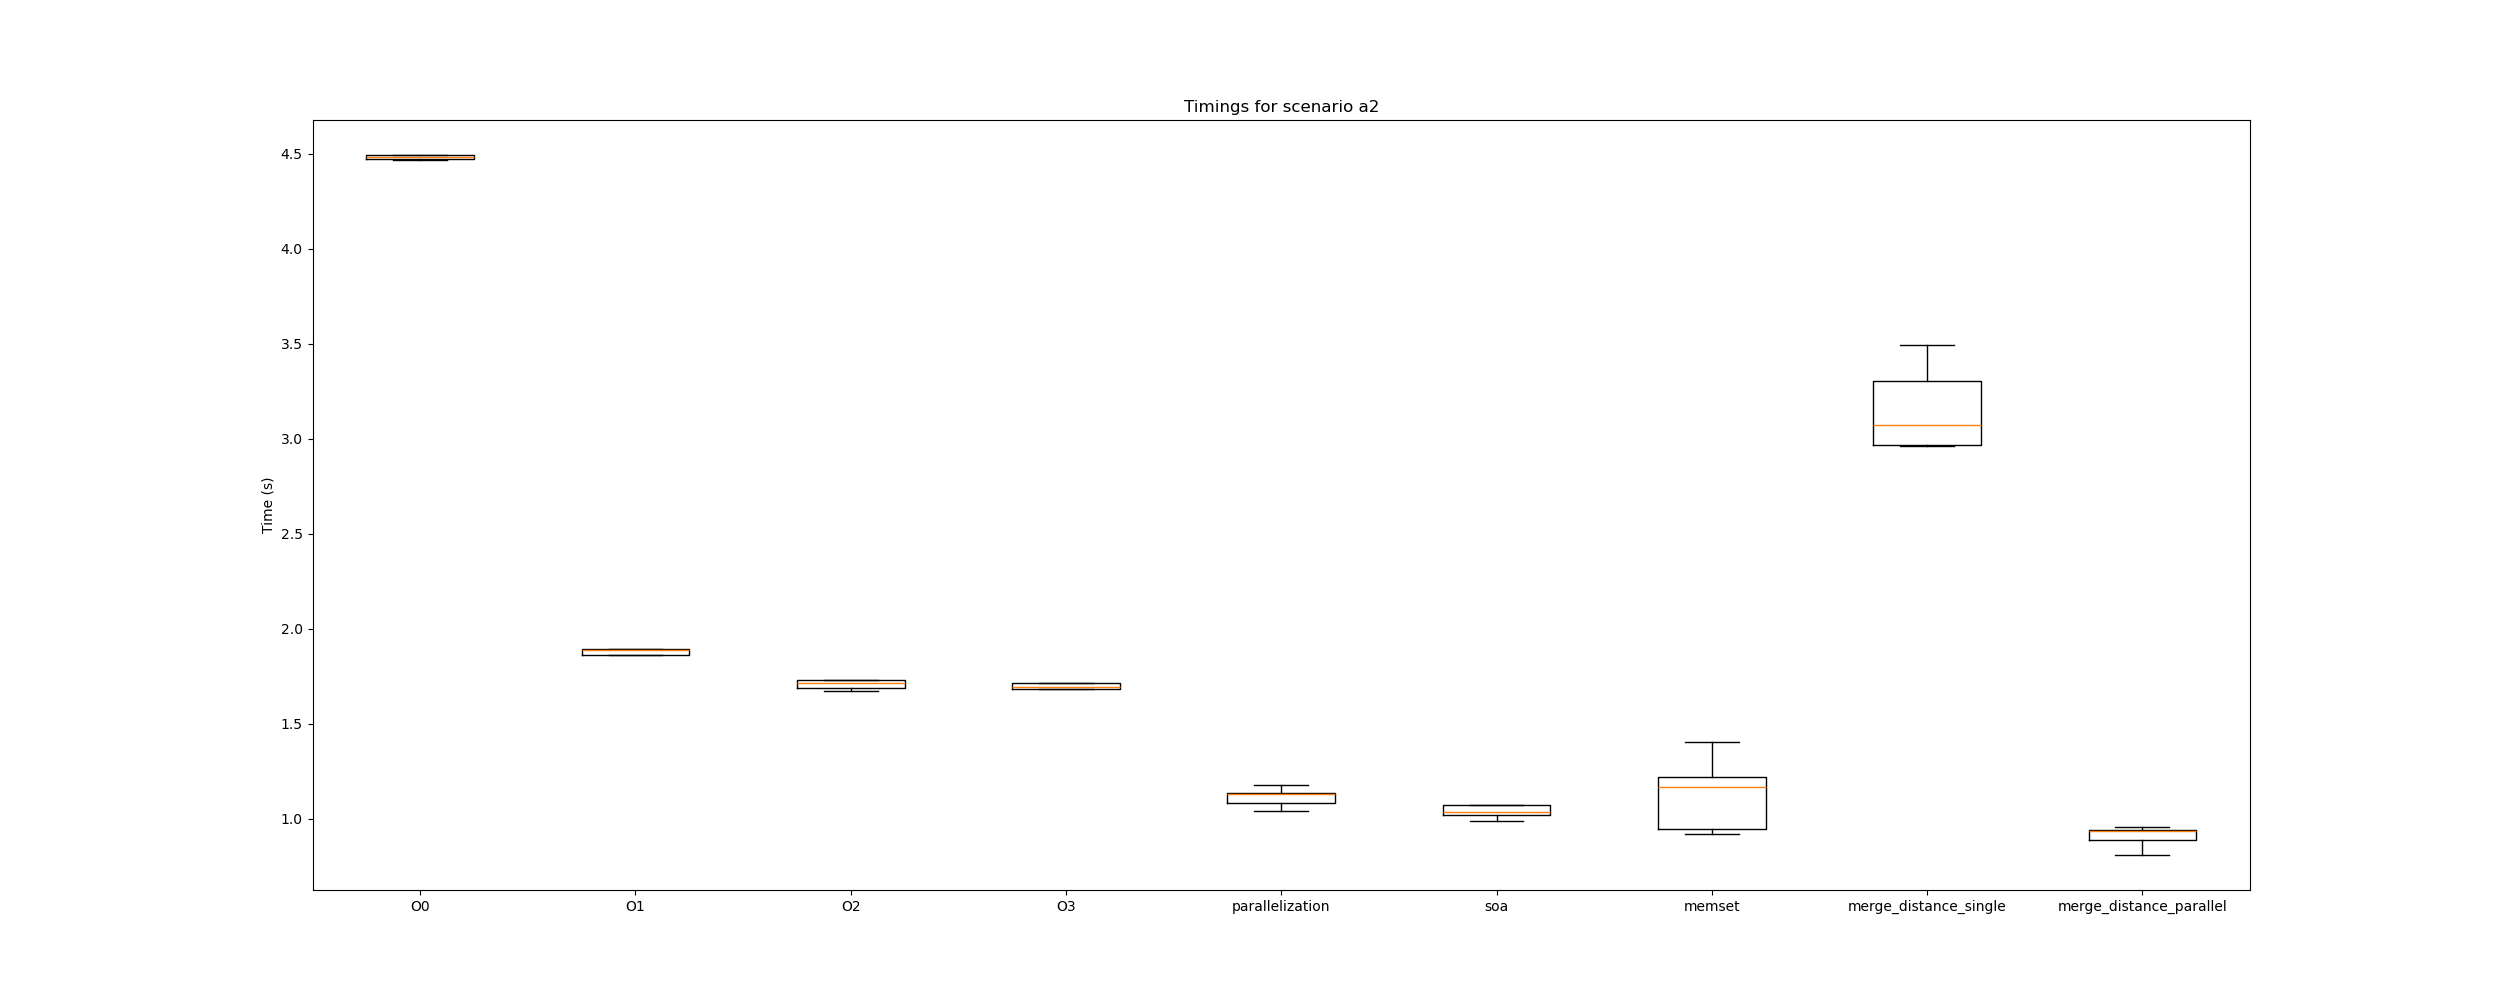 Timings for scenario a2
4.5
4.0
3.5
3.0
2.5
2.0
1.5
1.0
Time (s)
O0 O1 O2 O3 parallelization soa memset merge_distance_single merge_distance_parallel